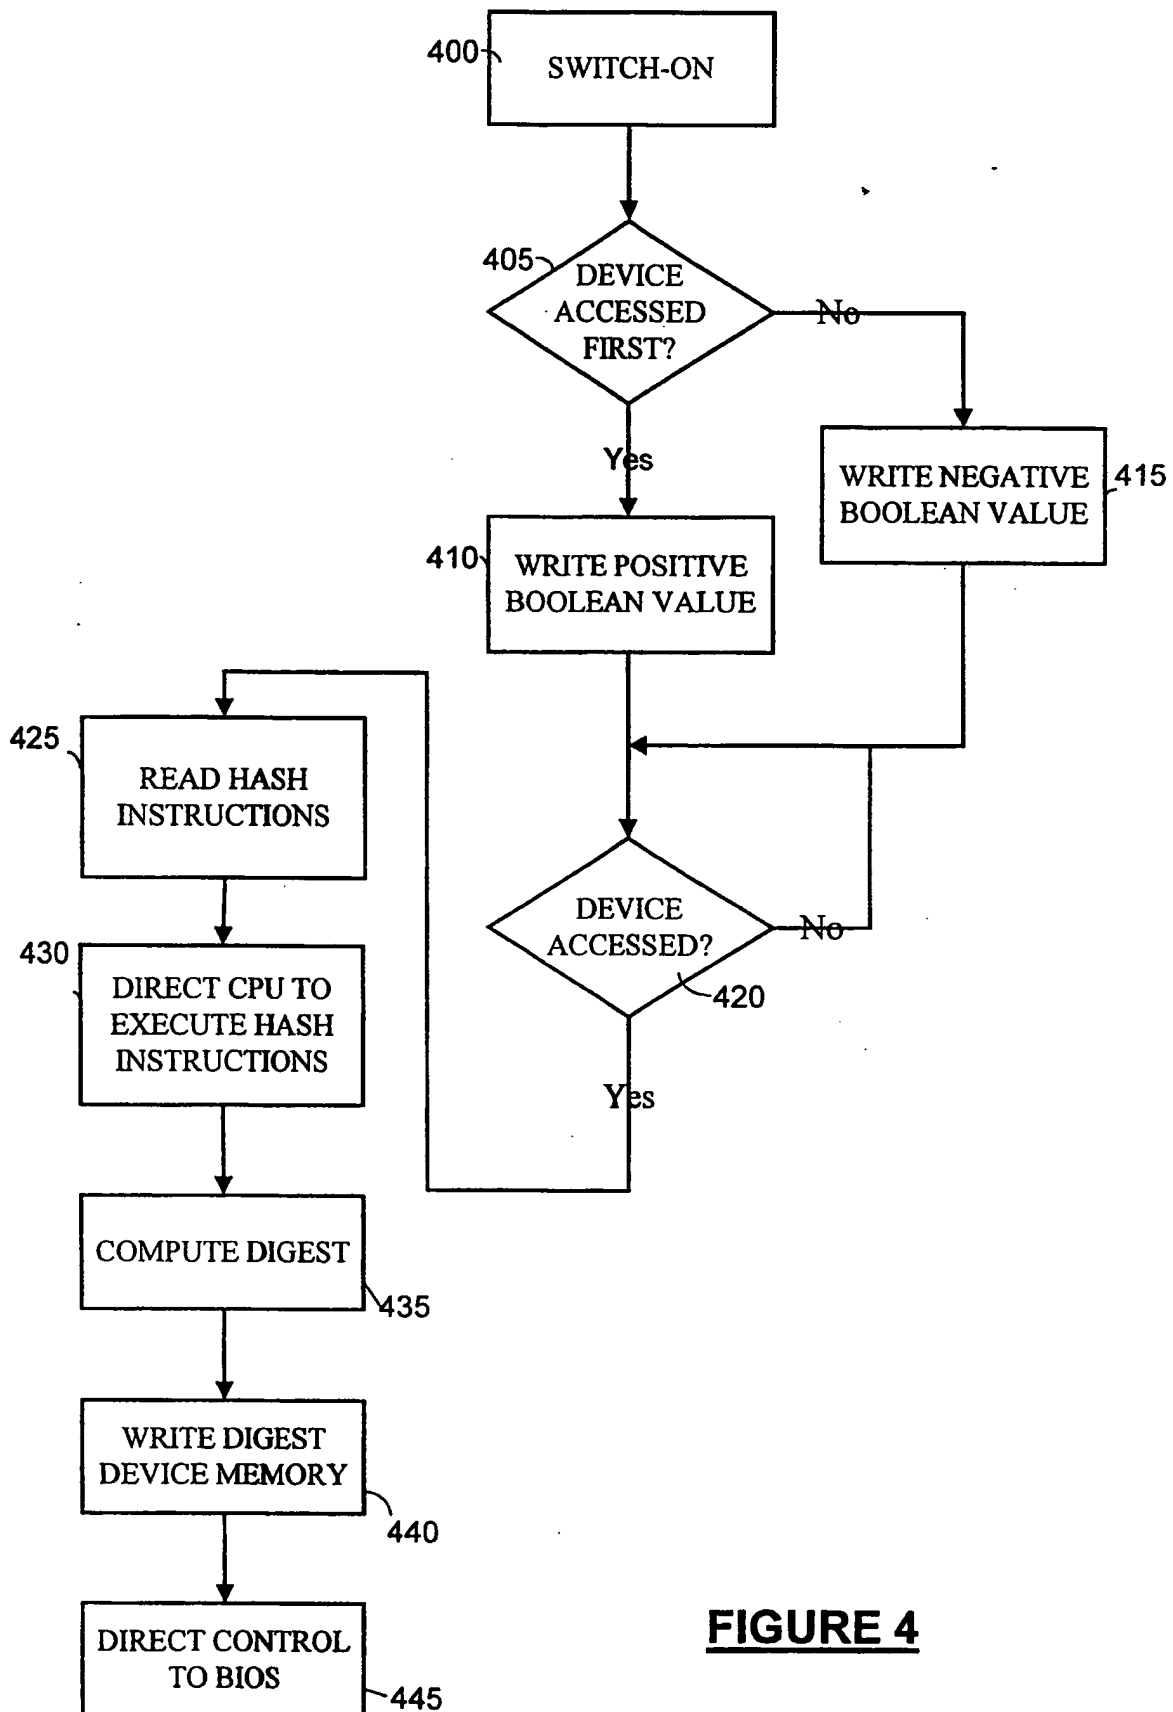 400
SWITCH-ON
405
DEVICE
ACCESSED
FIRST?
No
Yes
WRITE NEGATIVE
BOOLEAN VALUE
415
410
WRITE POSITIVE
BOOLEAN VALUE
425
READ HASH
INSTRUCTIONS
DEVICE
ACCESSED?
No
420
Yes
430
DIRECT CPU TO
EXECUTE HASH
INSTRUCTIONS
COMPUTE DIGEST
435
WRITE DIGEST
DEVICE MEMORY
440
DIRECT CONTROL
TO BIOS
445
FIGURE 4